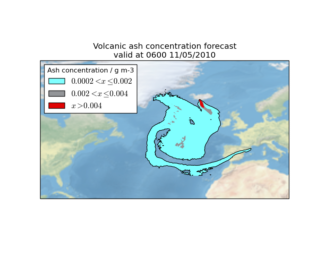 Volcanic ash concentration forecast
valid at 0600 11/05/2010
Ash concentration / g m-3
0.0002 < x ≤ 0.002
0.002 < x ≤ 0.004
x > 0.004